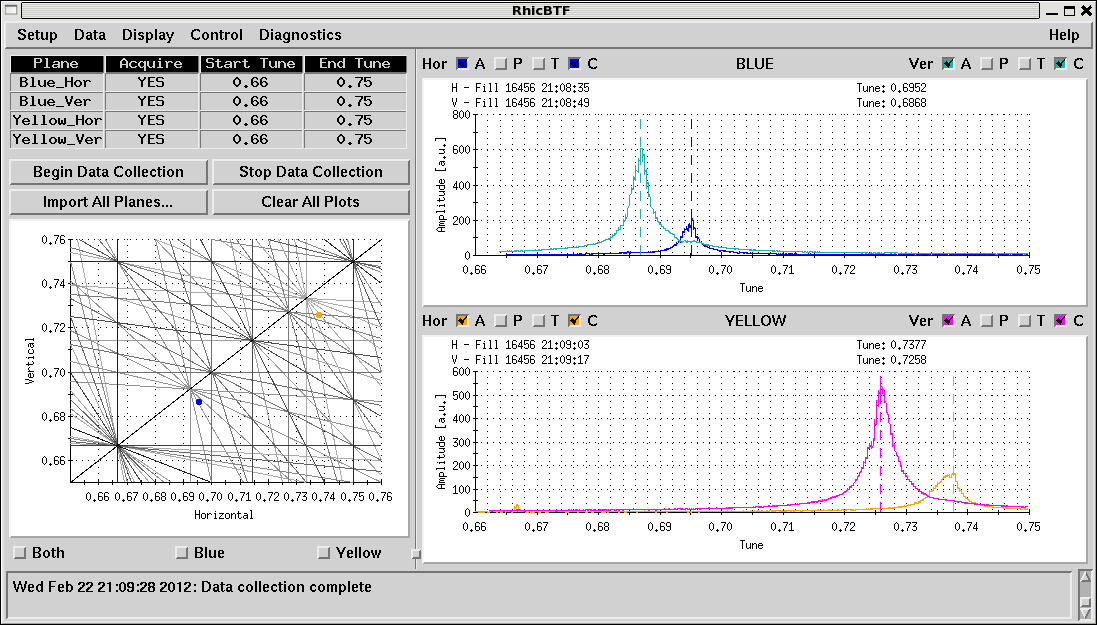 RhicBTF
Setup Data Display Control Diagnostics Help
Plane Acquire Start Tune End Tune
Blue_Hor YES 0.66 0.75
Blue_Ver YES 0.66 0.75
Yellow_Hor YES 0.66 0.75
Yellow_Ver YES 0.66 0.75
Begin Data Collection Stop Data Collection
Import All Planes... Clear All Plots
0.76
0.74
0.72
0.70
0.68
0.66
Vertical
0.66 0.67 0.68 0.69 0.70 0.71 0.72 0.73 0.74 0.75 0.76
Horizontal
Both Blue Yellow
Hor A P T C BLUE Ver A P T C
H - Fill 16456 21:08:35 Tune: 0.6952
V - Fill 16456 21:08:49 Tune: 0.6868
800
600
400
200
0
Amplitude [a.u.]
0.66 0.67 0.68 0.69 0.70 0.71 0.72 0.73 0.74 0.75
Tune
Hor A P T C YELLOW Ver A P T C
H - Fill 16456 21:09:03 Tune: 0.7377
V - Fill 16456 21:09:17 Tune: 0.7258
600
500
400
300
200
100
0
Amplitude [a.u.]
0.66 0.67 0.68 0.69 0.70 0.71 0.72 0.73 0.74 0.75
Tune
Wed Feb 22 21:09:28 2012: Data collection complete